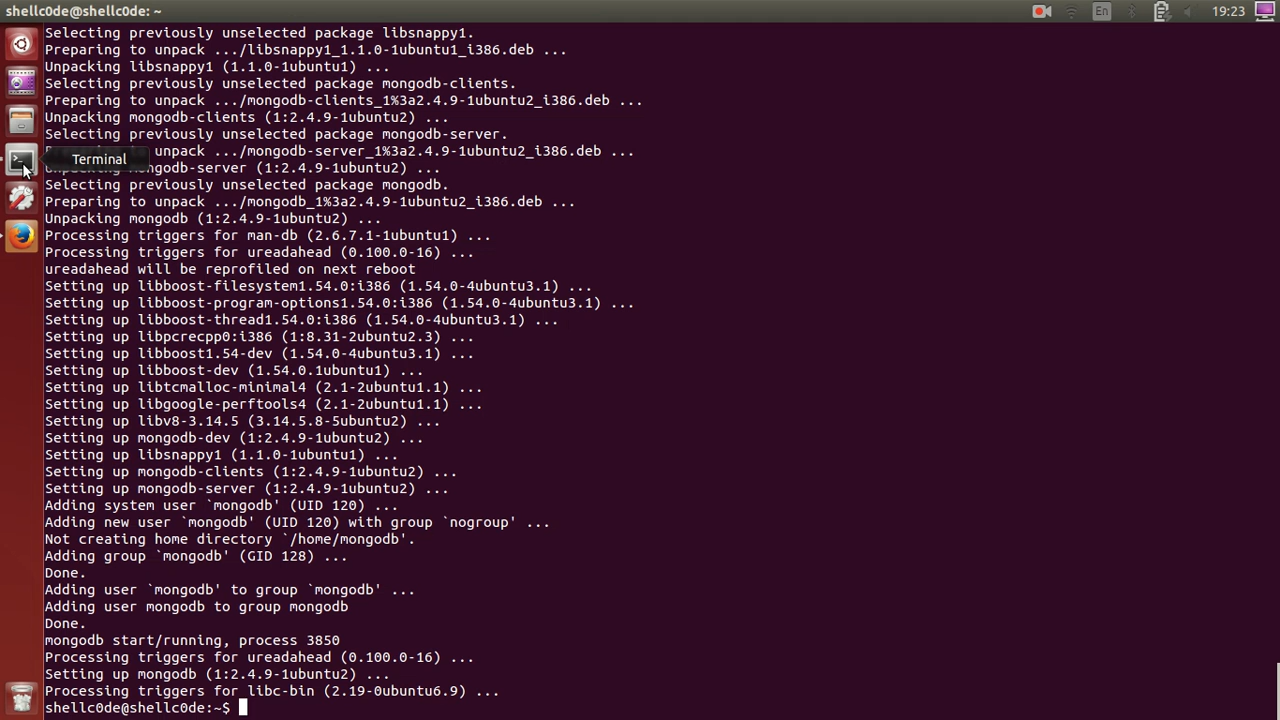 shellc0de@shellc0de: ~
En
19:23
Selecting previously unselected package libsnappy1.
Preparing to unpack .../libsnappy1_1.1.0-1ubuntu1_i386.deb ...
Unpacking libsnappy1 (1.1.0-1ubuntu1) ...
Selecting previously unselected package mongodb-clients.
Preparing to unpack .../mongodb-clients_1%3a2.4.9-1ubuntu2_i386.deb ...
Unpacking mongodb-clients (1:2.4.9-1ubuntu2) ...
Selecting previously unselected package mongodb-server.
Terminal
unpack .../mongodb-server_1%3a2.4.9-1ubuntu2_i386.deb ...
-server (1:2.4.9-1ubuntu2) ...
Selecting previously unselected package mongodb.
Preparing to unpack .../mongodb_1%3a2.4.9-1ubuntu2_i386.deb ...
Unpacking mongodb (1:2.4.9-1ubuntu2) ...
Processing triggers for man-db (2.6.7.1-1ubuntu1) ...
Processing triggers for ureadahead (0.100.0-16) ...
ureadahead will be reprofiled on next reboot
Setting up libboost-filesystem1.54.0:i386 (1.54.0-4ubuntu3.1) ...
Setting up libboost-program-options1.54.0:i386 (1.54.0-4ubuntu3.1) ...
Setting up libboost-thread1.54.0:i386 (1.54.0-4ubuntu3.1) ...
Setting up libpcrecpp0:i386 (1:8.31-2ubuntu2.3) ...
Setting up libboost1.54-dev (1.54.0-4ubuntu3.1) ...
Setting up libboost-dev (1.54.0.1ubuntu1) ...
Setting up libtcmalloc-minimal4 (2.1-2ubuntu1.1) ...
Setting up libgoogle-perftools4 (2.1-2ubuntu1.1) ...
Setting up libv8-3.14.5 (3.14.5.8-5ubuntu2) ...
Setting up mongodb-dev (1:2.4.9-1ubuntu2) ...
Setting up libsnappy1 (1.1.0-1ubuntu1) ...
Setting up mongodb-clients (1:2.4.9-1ubuntu2) ...
Setting up mongodb-server (1:2.4.9-1ubuntu2) ...
Adding system user `mongodb' (UID 120) ...
Adding new user `mongodb' (UID 120) with group `nogroup' ...
Not creating home directory `/home/mongodb'.
Adding group `mongodb' (GID 128) ...
Done.
Adding user `mongodb' to group `mongodb' ...
Adding user mongodb to group mongodb
Done.
mongodb start/running, process 3850
Processing triggers for ureadahead (0.100.0-16) ...
Setting up mongodb (1:2.4.9-1ubuntu2) ...
Processing triggers for libc-bin (2.19-0ubuntu6.9) ...
shellc0de@shellc0de:~$